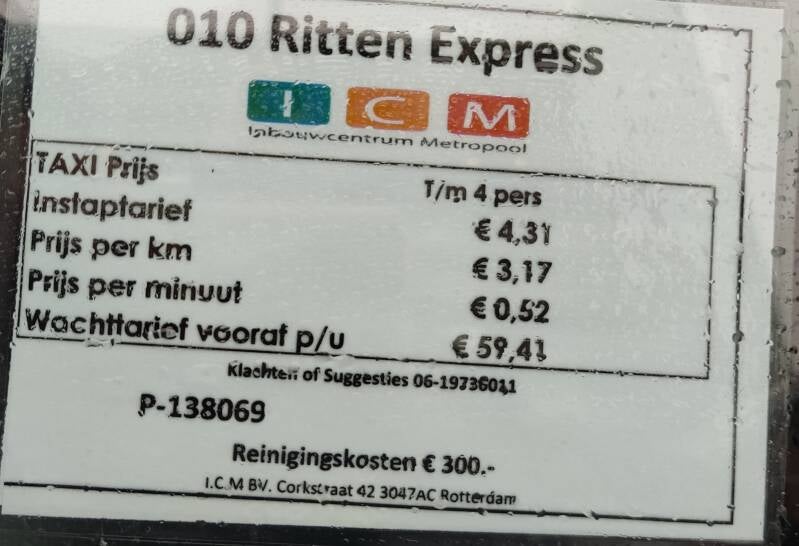 010 Ritten Express
I C M
Inbouwcentrum Metropool
TAXI Prijs T/m 4 pers
Instaptarief € 4,31
Prijs per km € 3,17
Prijs per minuut € 0,52
Wachttarief vooraf p/u € 59,41
Klachten of Suggesties 06-19736011
P-138069
Reinigingskosten € 300.-
I.C.M BV. Corkstraat 42 3047AC Rotterdam